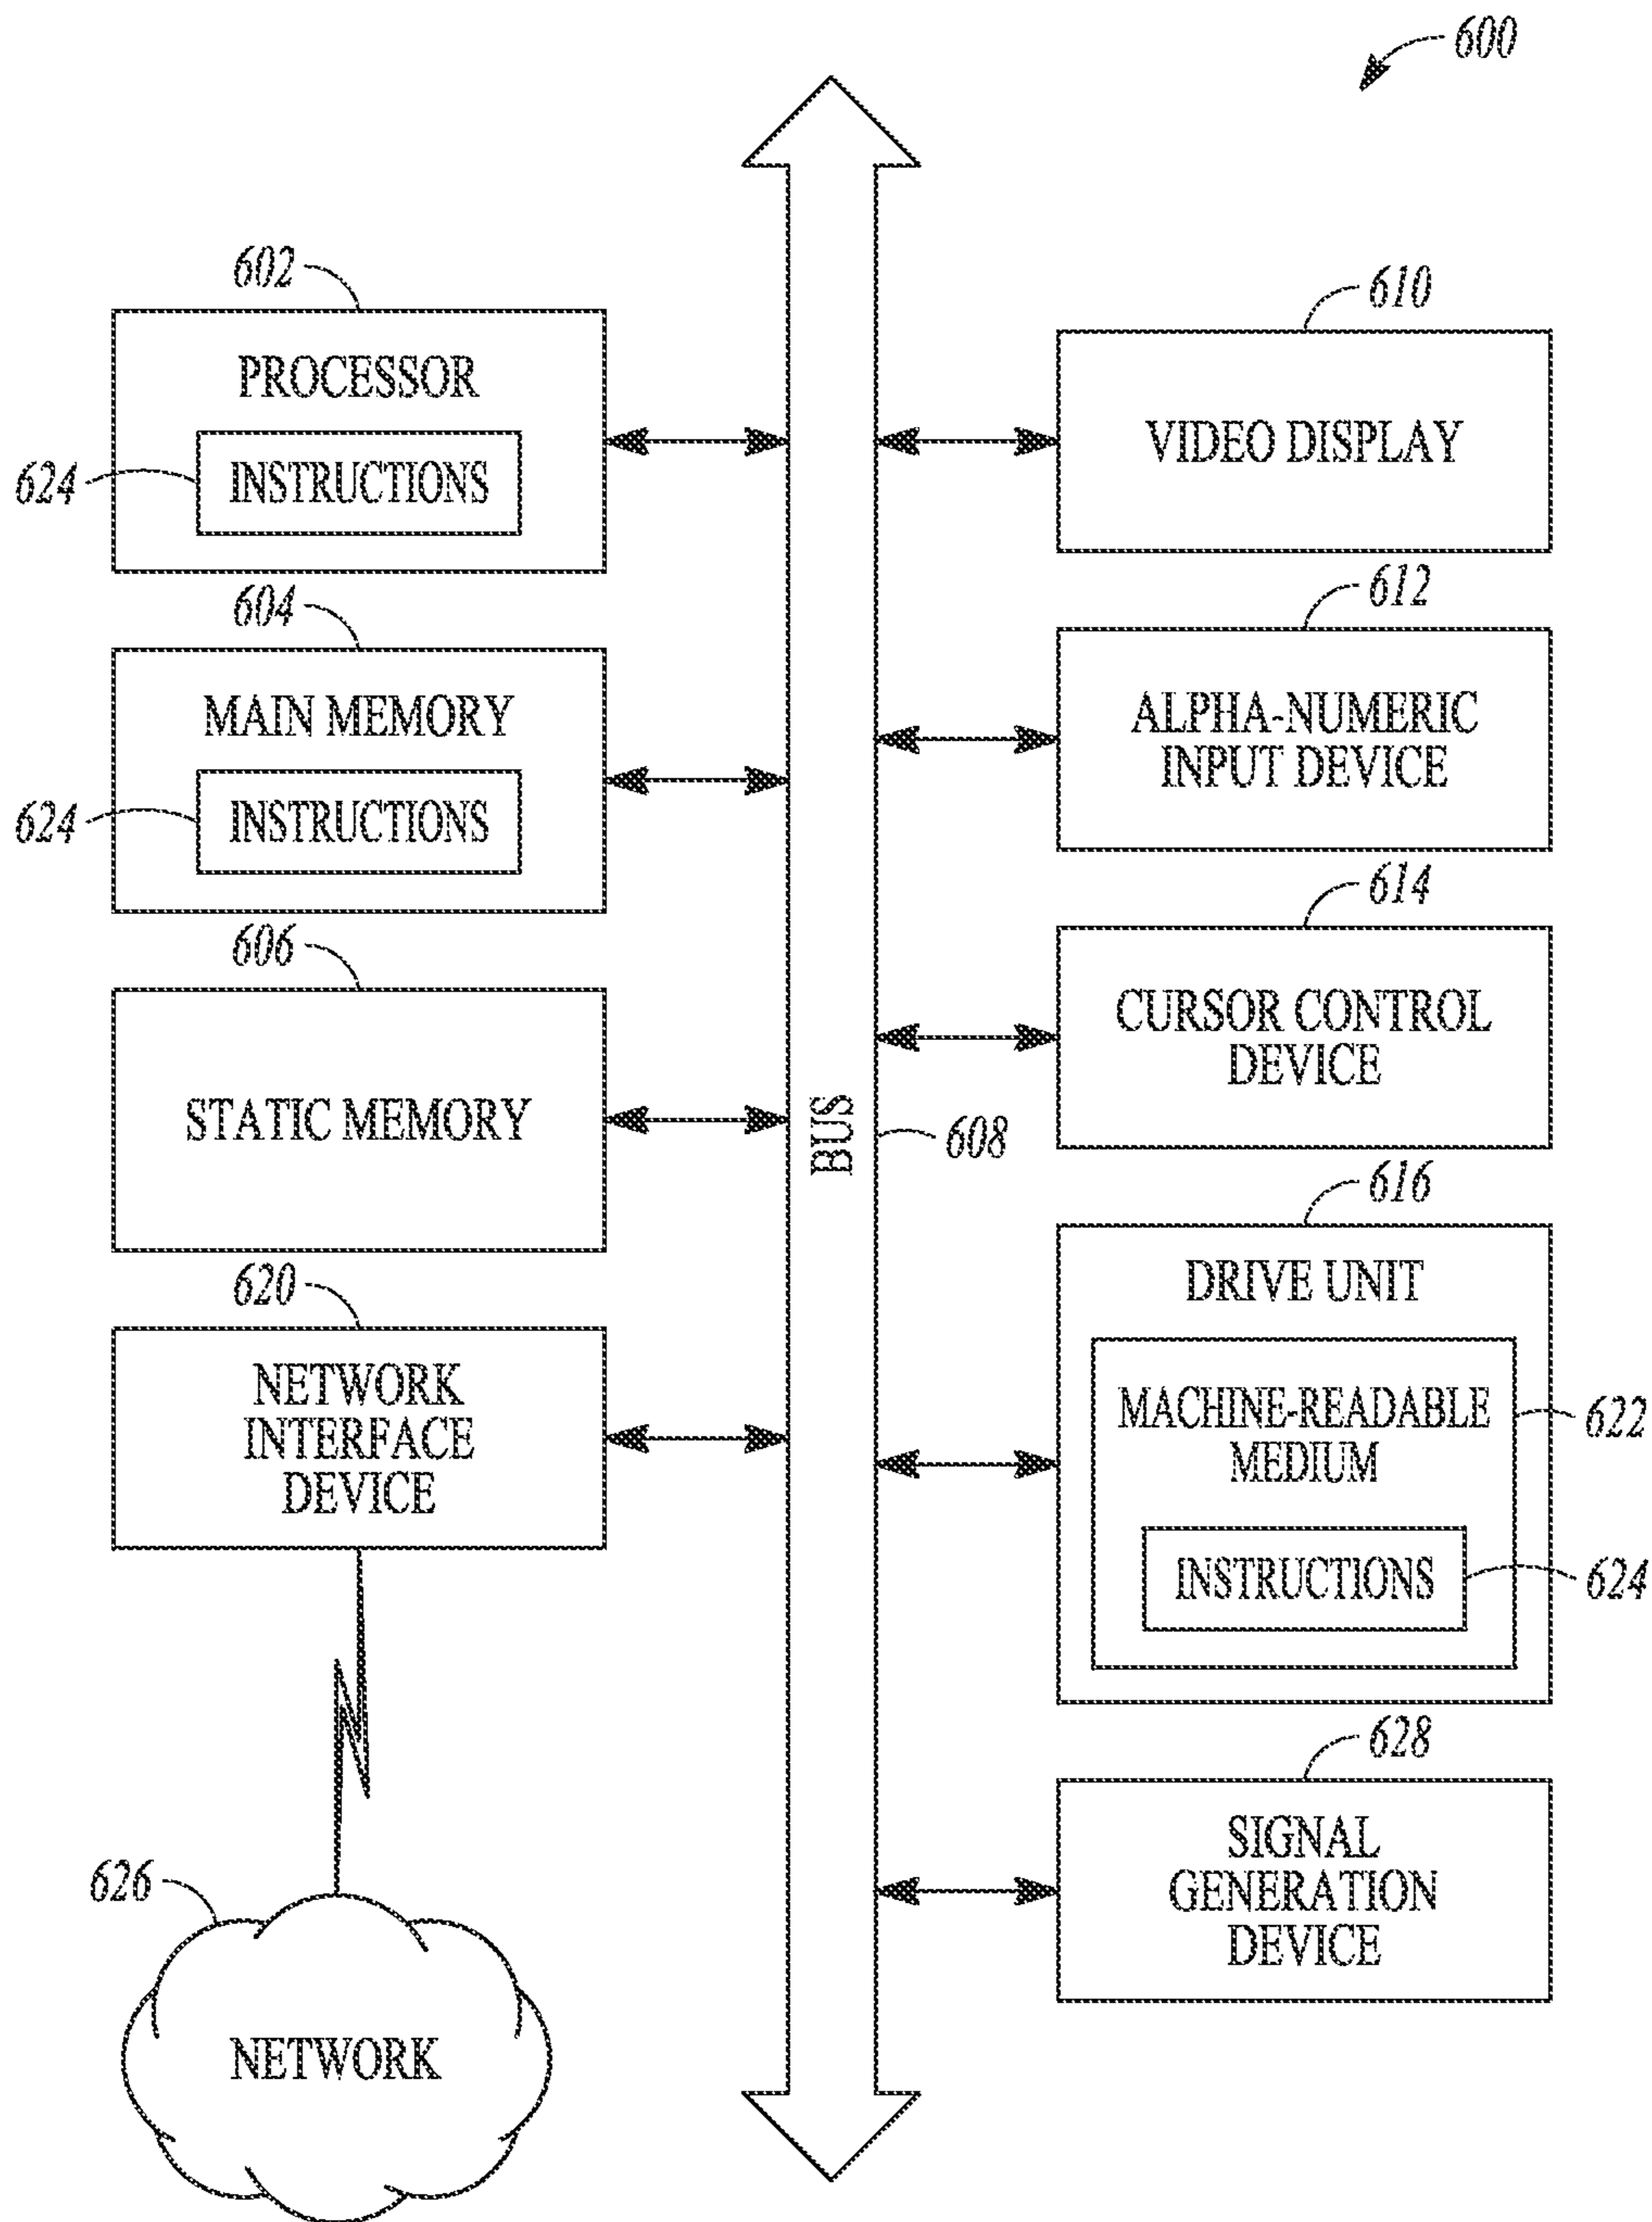 600
602
PROCESSOR
624
INSTRUCTIONS
604
MAIN MEMORY
624
INSTRUCTIONS
606
STATIC MEMORY
620
NETWORK
INTERFACE
DEVICE
626
NETWORK
BUS
608
610
VIDEO DISPLAY
612
ALPHA-NUMERIC
INPUT DEVICE
614
CURSOR CONTROL
DEVICE
616
DRIVE UNIT
MACHINE-READABLE
MEDIUM
622
INSTRUCTIONS
624
628
SIGNAL
GENERATION
DEVICE